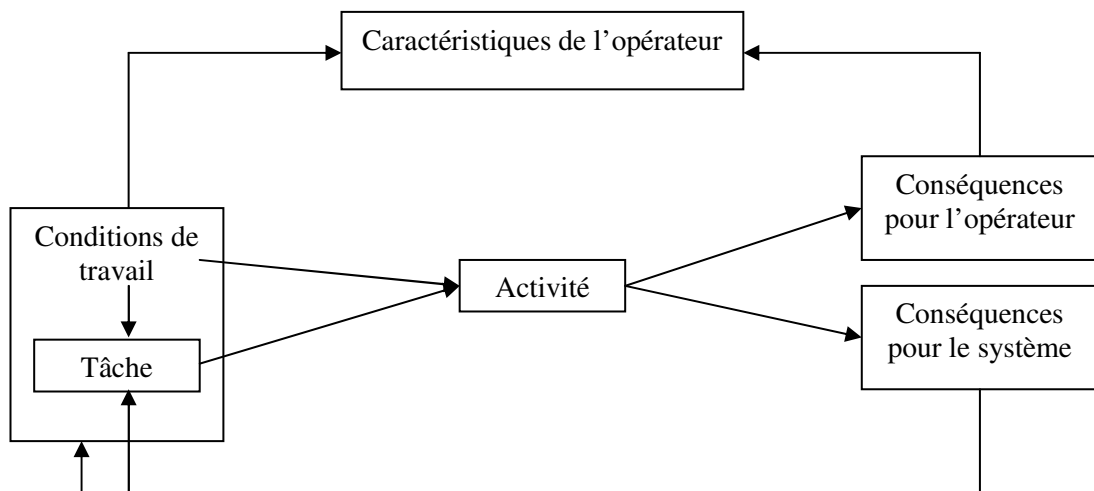 Caractéristiques de l’opérateur
Conditions de
travail
Tâche
Activité
Conséquences
pour l’opérateur
Conséquences
pour le système